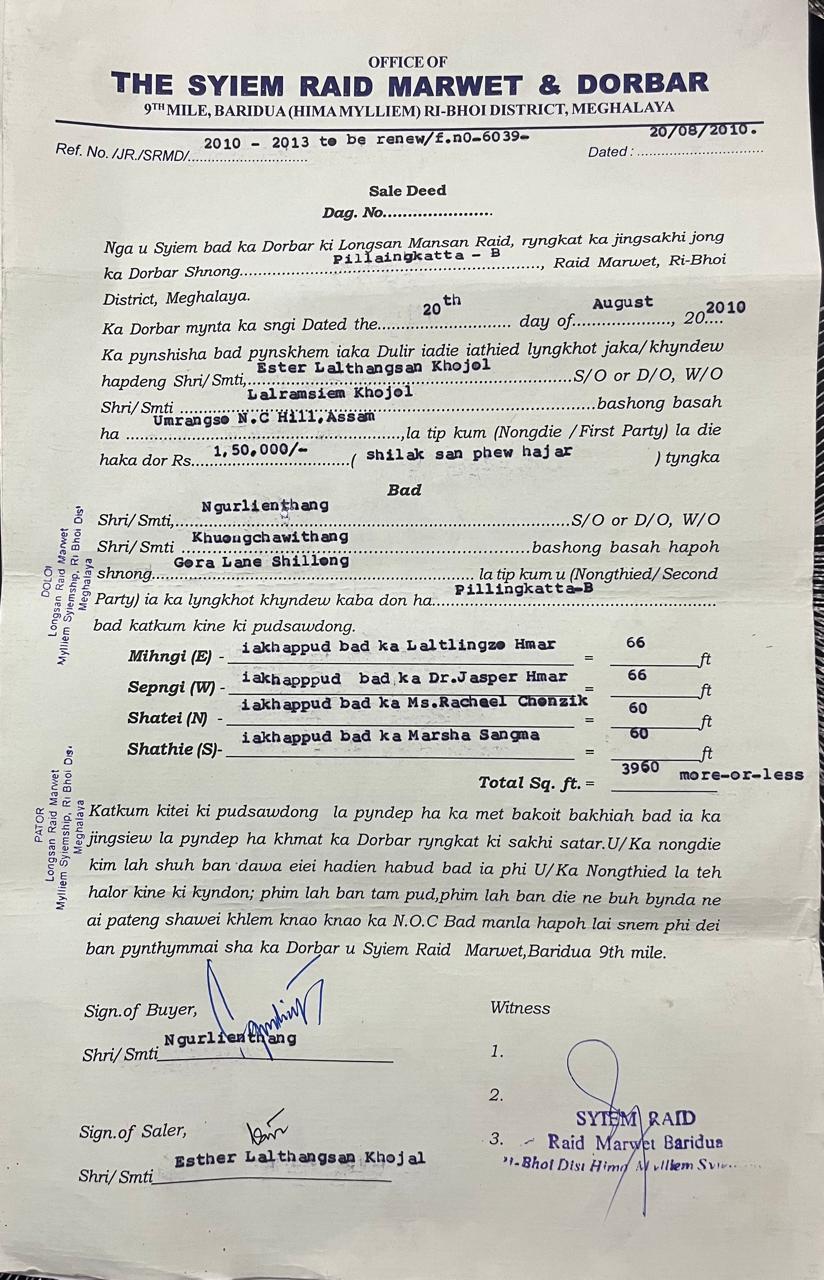 OFFICE OF
THE SYIEM RAID MARWET & DORBAR
9TH MILE, BARIDUA (HIMA MYLLIEM) RI-BHOI DISTRICT, MEGHALAYA
Ref. No. /JR./SRMD/ 2010 - 2013 to be renew/f.n0-6039- Dated : 20/08/2010.
Sale Deed
Dag. No.......................
Nga u Syiem bad ka Dorbar ki Longsan Mansan Raid, ryngkat ka jingsakhi jong
ka Dorbar Shnong Pillaingkatta - B, Raid Marwet, Ri-Bhoi
District, Meghalaya.
Ka Dorbar mynta ka sngi Dated the 20th day of August, 20 2010
Ka pynshisha bad pynskhem iaka Dulir iadie iathied lyngkhot jaka/khyndew
hapdeng Shri/Smti, Ester Lalthangsan Khojol S/O or D/O, W/O
Shri/Smti Lalramsiem Khojol bashong basah
ha Umrangso N.C Hill,Assam ,la tip kum (Nongdie /First Party) la die
haka dor Rs. 1,50,000/- ( shilak san phew hajar ) tyngka
Bad
Shri/Smti, Ngurlienthang S/O or D/O, W/O
Shri/Smti Khuongchawithang bashong basah hapoh
shnong Gora Lane Shillong la tip kum u (Nongthied/Second
Party) ia ka lyngkhot khyndew kaba don ha Pillingkatta-B
bad katkum kine ki pudsawdong.
Mihngi (E) - iakhappud bad ka Laltlingzo Hmar = 66 ft
Sepngi (W) - iakhapppud bad ka Dr.Jasper Hmar = 66 ft
Shatei (N) - iakhappud bad ka Ms.Racheel Chonzik = 60 ft
Shathie (S)- iakhappud bad ka Marsha Sangma = 60 ft
Total Sq. ft. = 3960 more-or-less
DOLOI
Longsan Raid Marwet
Mylliem Syiemship, Ri Bhoi Dist
Meghalaya
PATOR
Longsan Raid Marwet
Mylliem Syiemship, Ri Bhoi Dis.
Meghalaya
Katkum kitei ki pudsawdong la pyndep ha ka met bakoit bakhiah bad ia ka
jingsiew la pyndep ha khmat ka Dorbar ryngkat ki sakhi satar.U/Ka nongdie
kim lah shuh ban dawa eiei hadien habud bad ia phi U/Ka Nongthied la teh
halor kine ki kyndon; phim lah ban tam pud,phim lah ban die ne buh bynda ne
ai pateng shawei khlem knao knao ka N.O.C Bad manla hapoh lai snem phi dei
ban pynthymmai sha ka Dorbar u Syiem Raid Marwet,Baridua 9th mile.
Sign.of Buyer,
Shri/Smti Ngurlienthang
Witness
1.
2.
3.
Sign.of Saler,
Shri/Smti Esther Lalthangsan Khojal
SYIEM RAID
Raid Marwet Baridua
Ri-Bhoi Dist Hima Mylliem